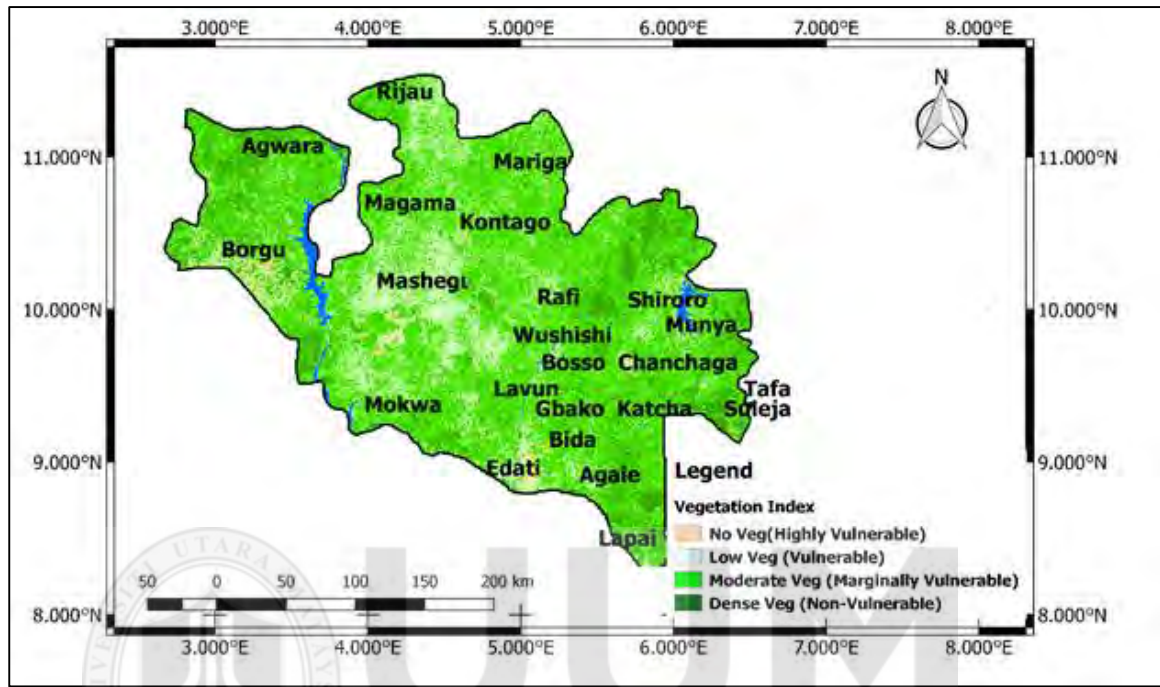 3.000°E 4.000°E 5.000°E 6.000°E 7.000°E 8.000°E
N
Rijau
11.000°N Agwara Mariga 11.000°N
Magama
Kontago
Borgu
Mashegu
10.000°N Rafi Shiroro 10.000°N
Munya
Wushishi
Bosso Chanchaga
Lavun Tafa
Mokwa Gbako Katcha Suleja
Bida
9.000°N Edati Agaie Legend 9.000°N
Vegetation Index
Lapai No Veg(Highly Vulnerable)
Low Veg (Vulnerable)
Moderate Veg (Marginally Vulnerable)
Dense Veg (Non-Vulnerable)
50 0 50 100 150 200 km
8.000°N 8.000°N
3.000°E 4.000°E 5.000°E 6.000°E 7.000°E 8.000°E
UTARA
UUM